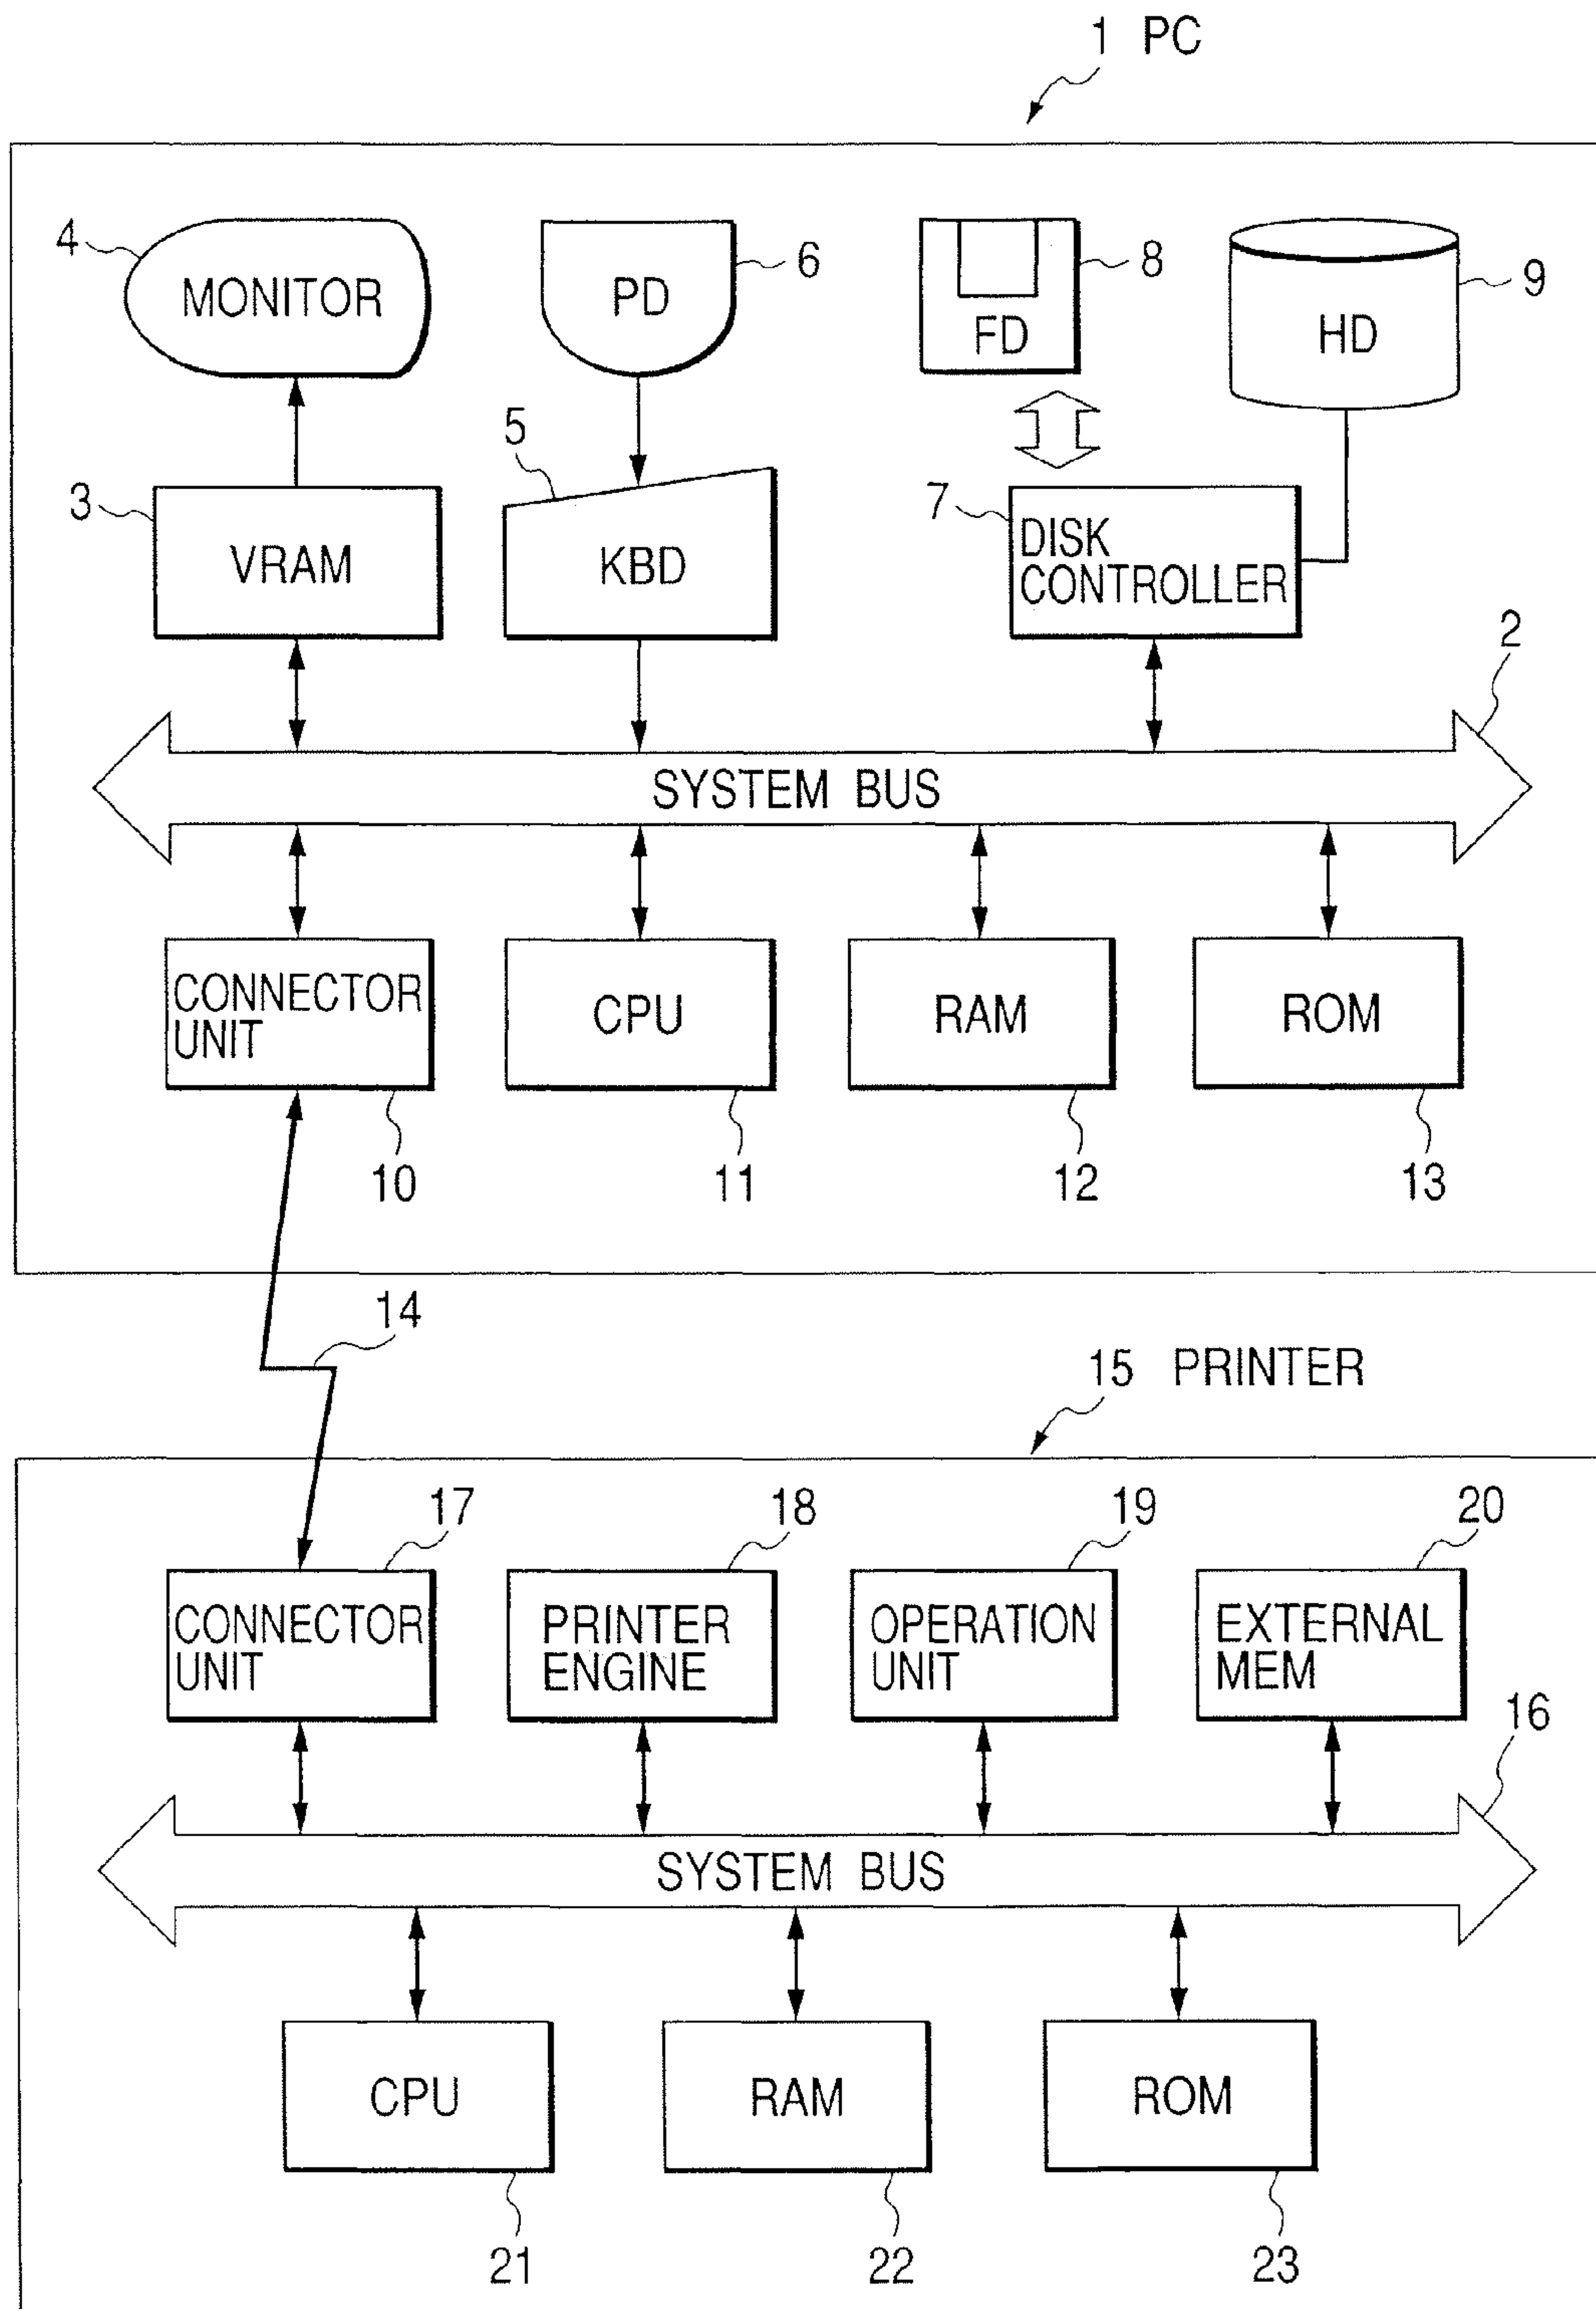 1 PC
4
MONITOR
PD
6
FD
8
HD
9
3
VRAM
5
KBD
7
DISK
CONTROLLER
2
SYSTEM BUS
CONNECTOR
UNIT
CPU
RAM
ROM
10
11
12
13
14
15 PRINTER
17
18
19
20
CONNECTOR
UNIT
PRINTER
ENGINE
OPERATION
UNIT
EXTERNAL
MEM
16
SYSTEM BUS
CPU
RAM
ROM
21
22
23